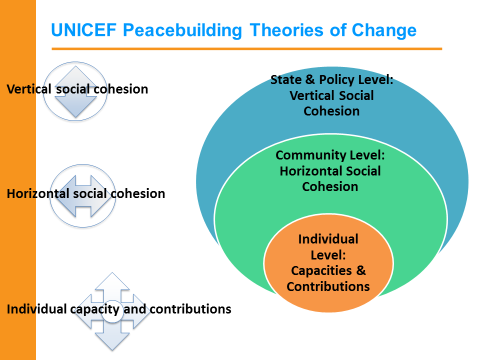 UNICEF Peacebuilding Theories of Change
Vertical social cohesion
Horizontal social cohesion
Individual capacity and contributions
State & Policy Level:
Vertical Social
Cohesion
Community Level:
Horizontal Social
Cohesion
Individual
Level:
Capacities &
Contributions